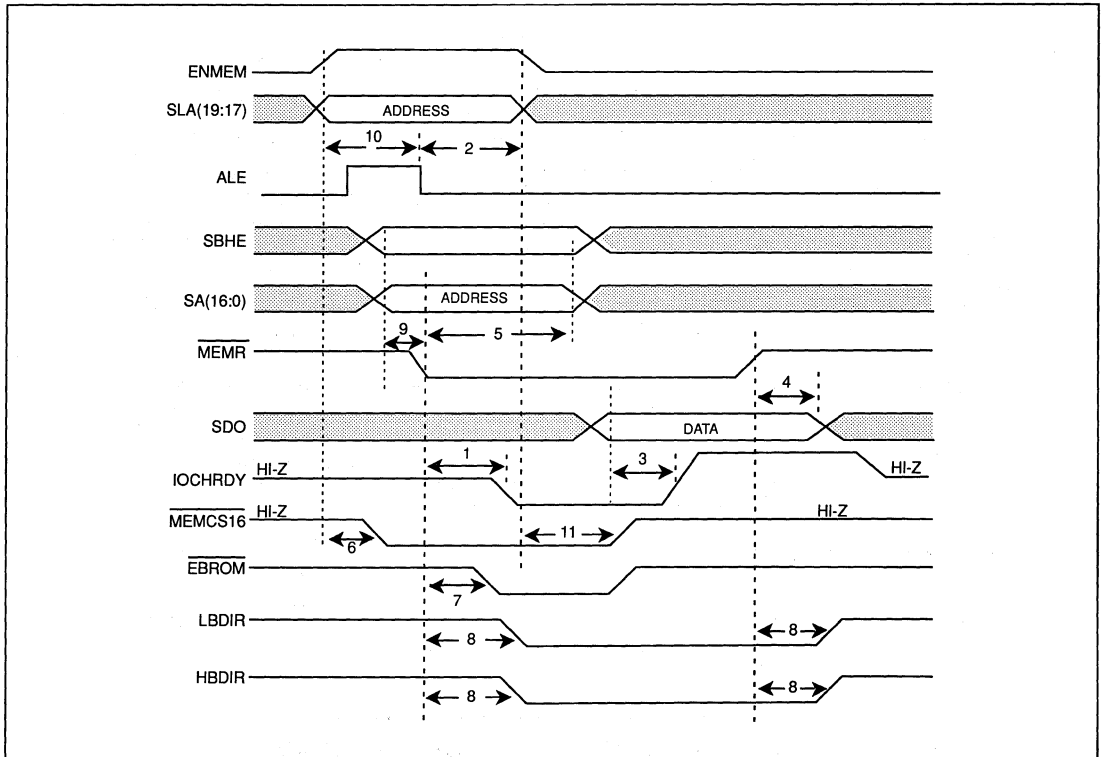 ENMEM
SLA(19:17) ADDRESS
10 2
ALE
SBHE
SA(16:0) ADDRESS
9 5
MEMR
4
SDO DATA
1 3
IOCHRDY HI-Z HI-Z
MEMCS16 HI-Z HI-Z
6 11
EBROM
7
LBDIR
8 8
HBDIR
8 8